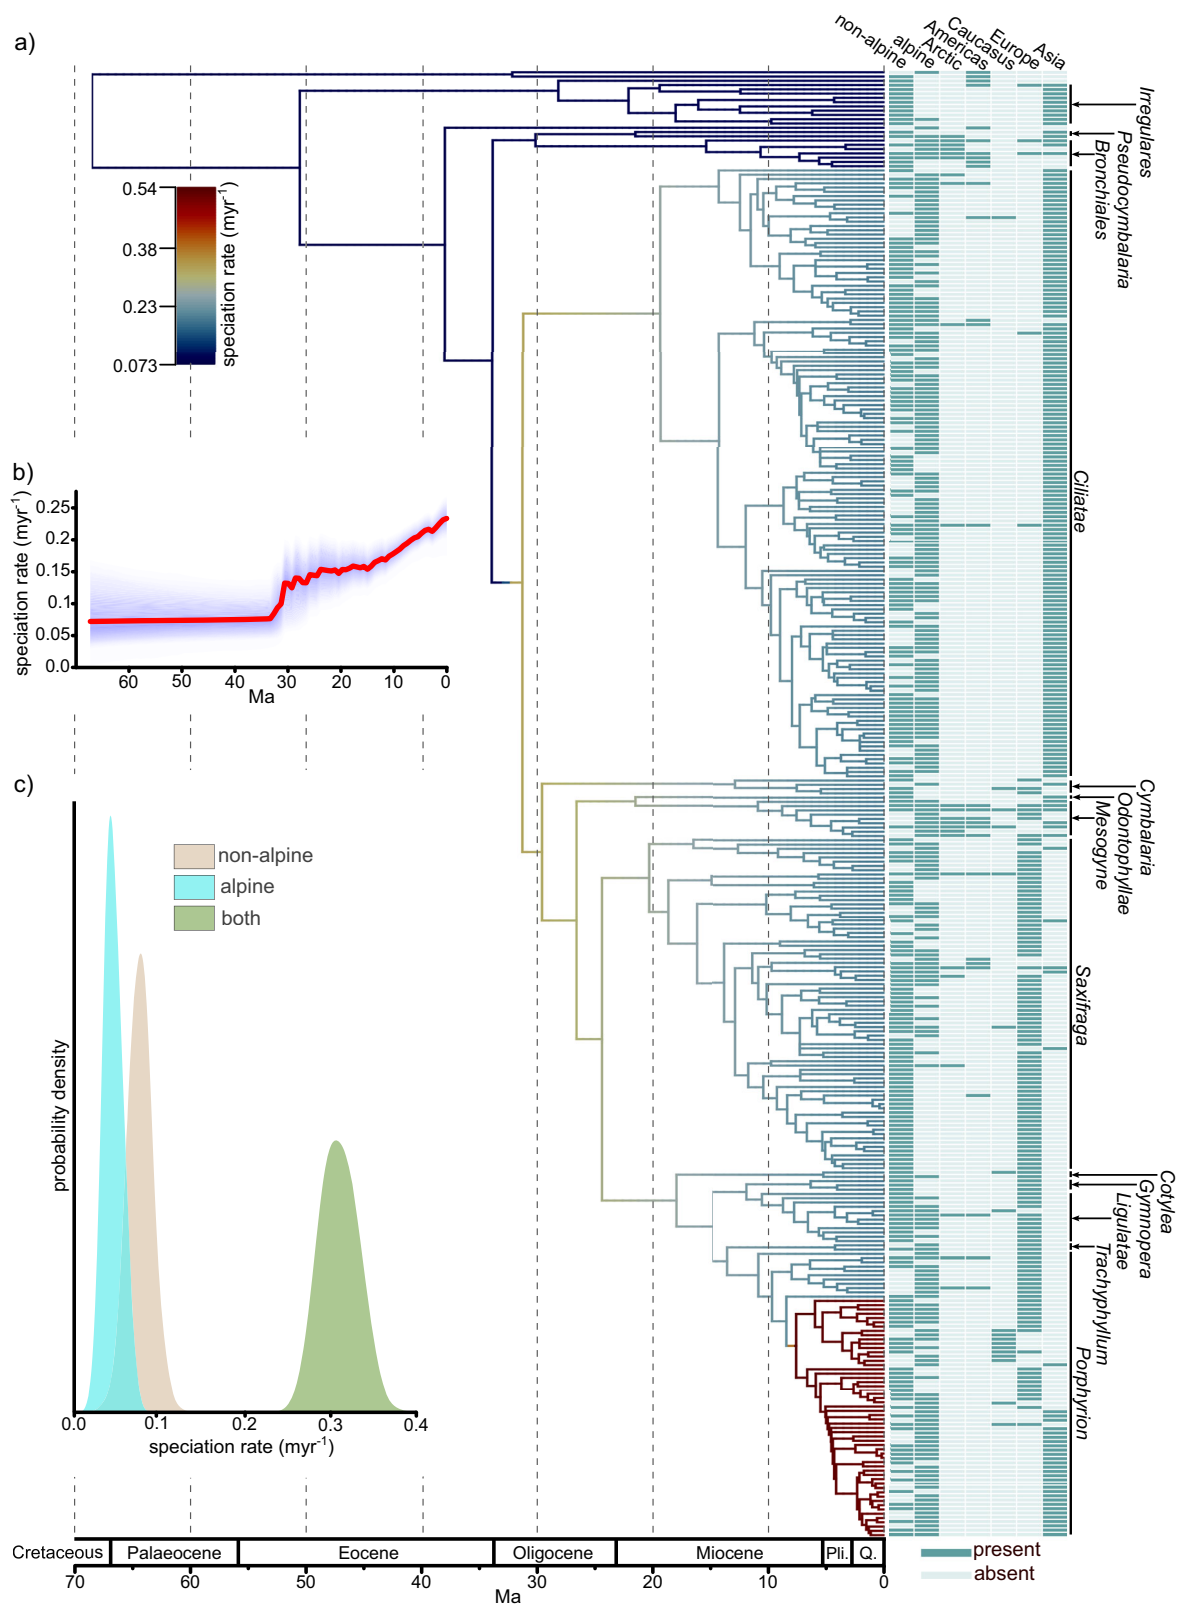 a)
non-alpine
alpine
Arctic
Americas
Caucasus
Europe
Asia
Irregulares
Pseudocymbalaria
Bronchiales
0.54
0.38
0.23
0.073
speciation rate (myr⁻¹)
Ciliatae
b)
speciation rate (myr⁻¹)
0.25
0.2
0.15
0.1
0.05
0.0
60 50 40 30 20 10 0
Ma
c)
non-alpine
alpine
both
probability density
0.0 0.1 0.2 0.3 0.4
speciation rate (myr⁻¹)
Cymbalaria
Odontophyllae
Mesogyne
Saxifraga
Cotylea
Gymnopera
Ligulatae
Trachyphyllum
Porphyrion
Cretaceous Palaeocene Eocene Oligocene Miocene Pli. Q.
70 60 50 40 30 20 10 0
Ma
present
absent